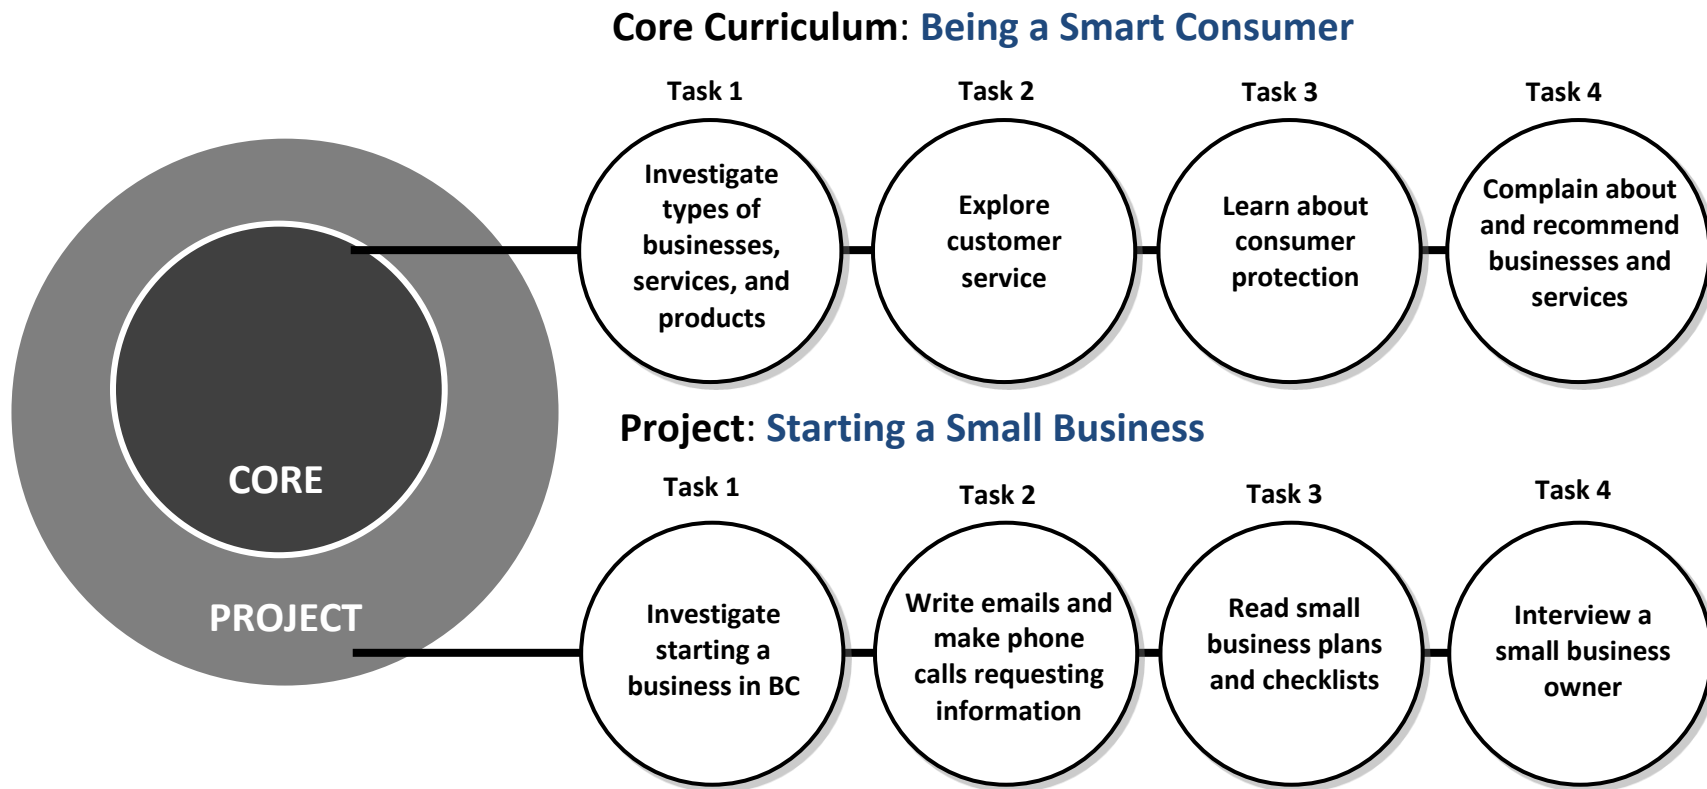 Core Curriculum: Being a Smart Consumer
Task 1
Task 2
Task 3
Task 4
Investigate
types of
businesses,
services, and
products
Explore
customer
service
Learn about
consumer
protection
Complain about
and recommend
businesses and
services
CORE
PROJECT
Project: Starting a Small Business
Task 1
Task 2
Task 3
Task 4
Investigate
starting a
business in BC
Write emails and
make phone
calls requesting
information
Read small
business plans
and checklists
Interview a
small business
owner